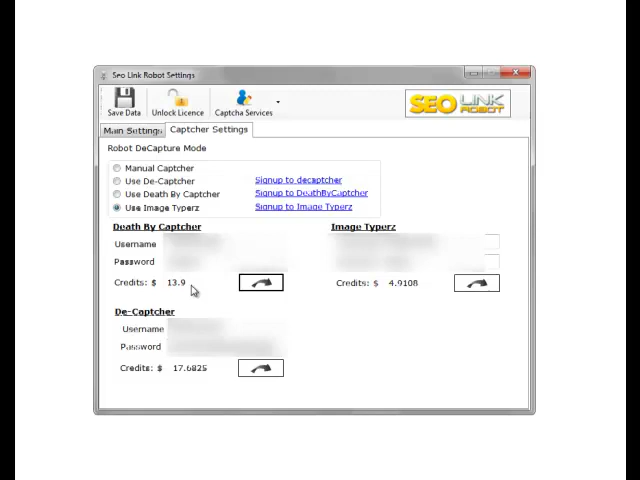 Seo Link Robot Settings
Save Data Unlock Licence Captcha Services SEO LINK ROBOT
Main Settings Captcher Settings
Robot DeCapture Mode
Manual Captcher
Use De-Captcher Signup to decaptcher
Use Death By Captcher Signup to DeathByCaptcher
Use Image Typerz Signup to Image Typerz
Death By Captcher Image Typerz
Username
Password
Credits: $ 13.9 Credits: $ 4.9108
De-Captcher
Username
Password
Credits: $ 17.6825